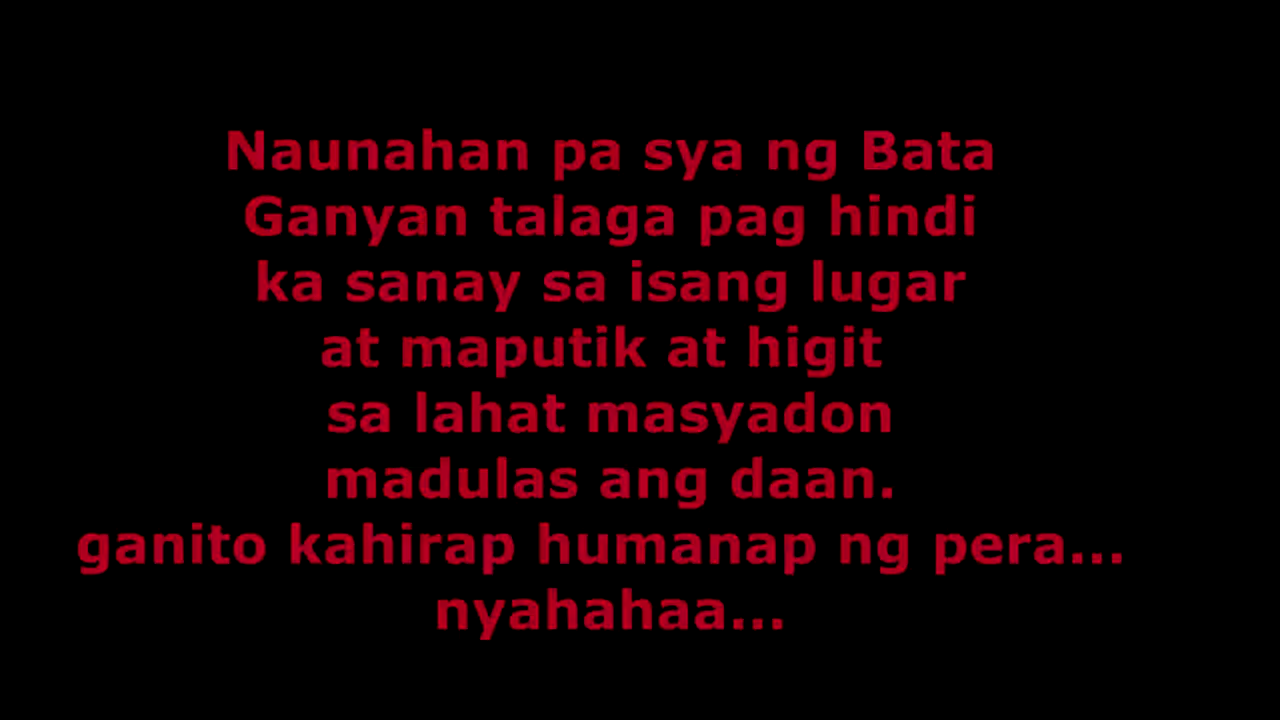 Naunahan pa sya ng Bata
Ganyan talaga pag hindi
ka sanay sa isang lugar
at maputik at higit
sa lahat masyadon
madulas ang daan.
ganito kahirap humanap ng pera...
nyahahaa...